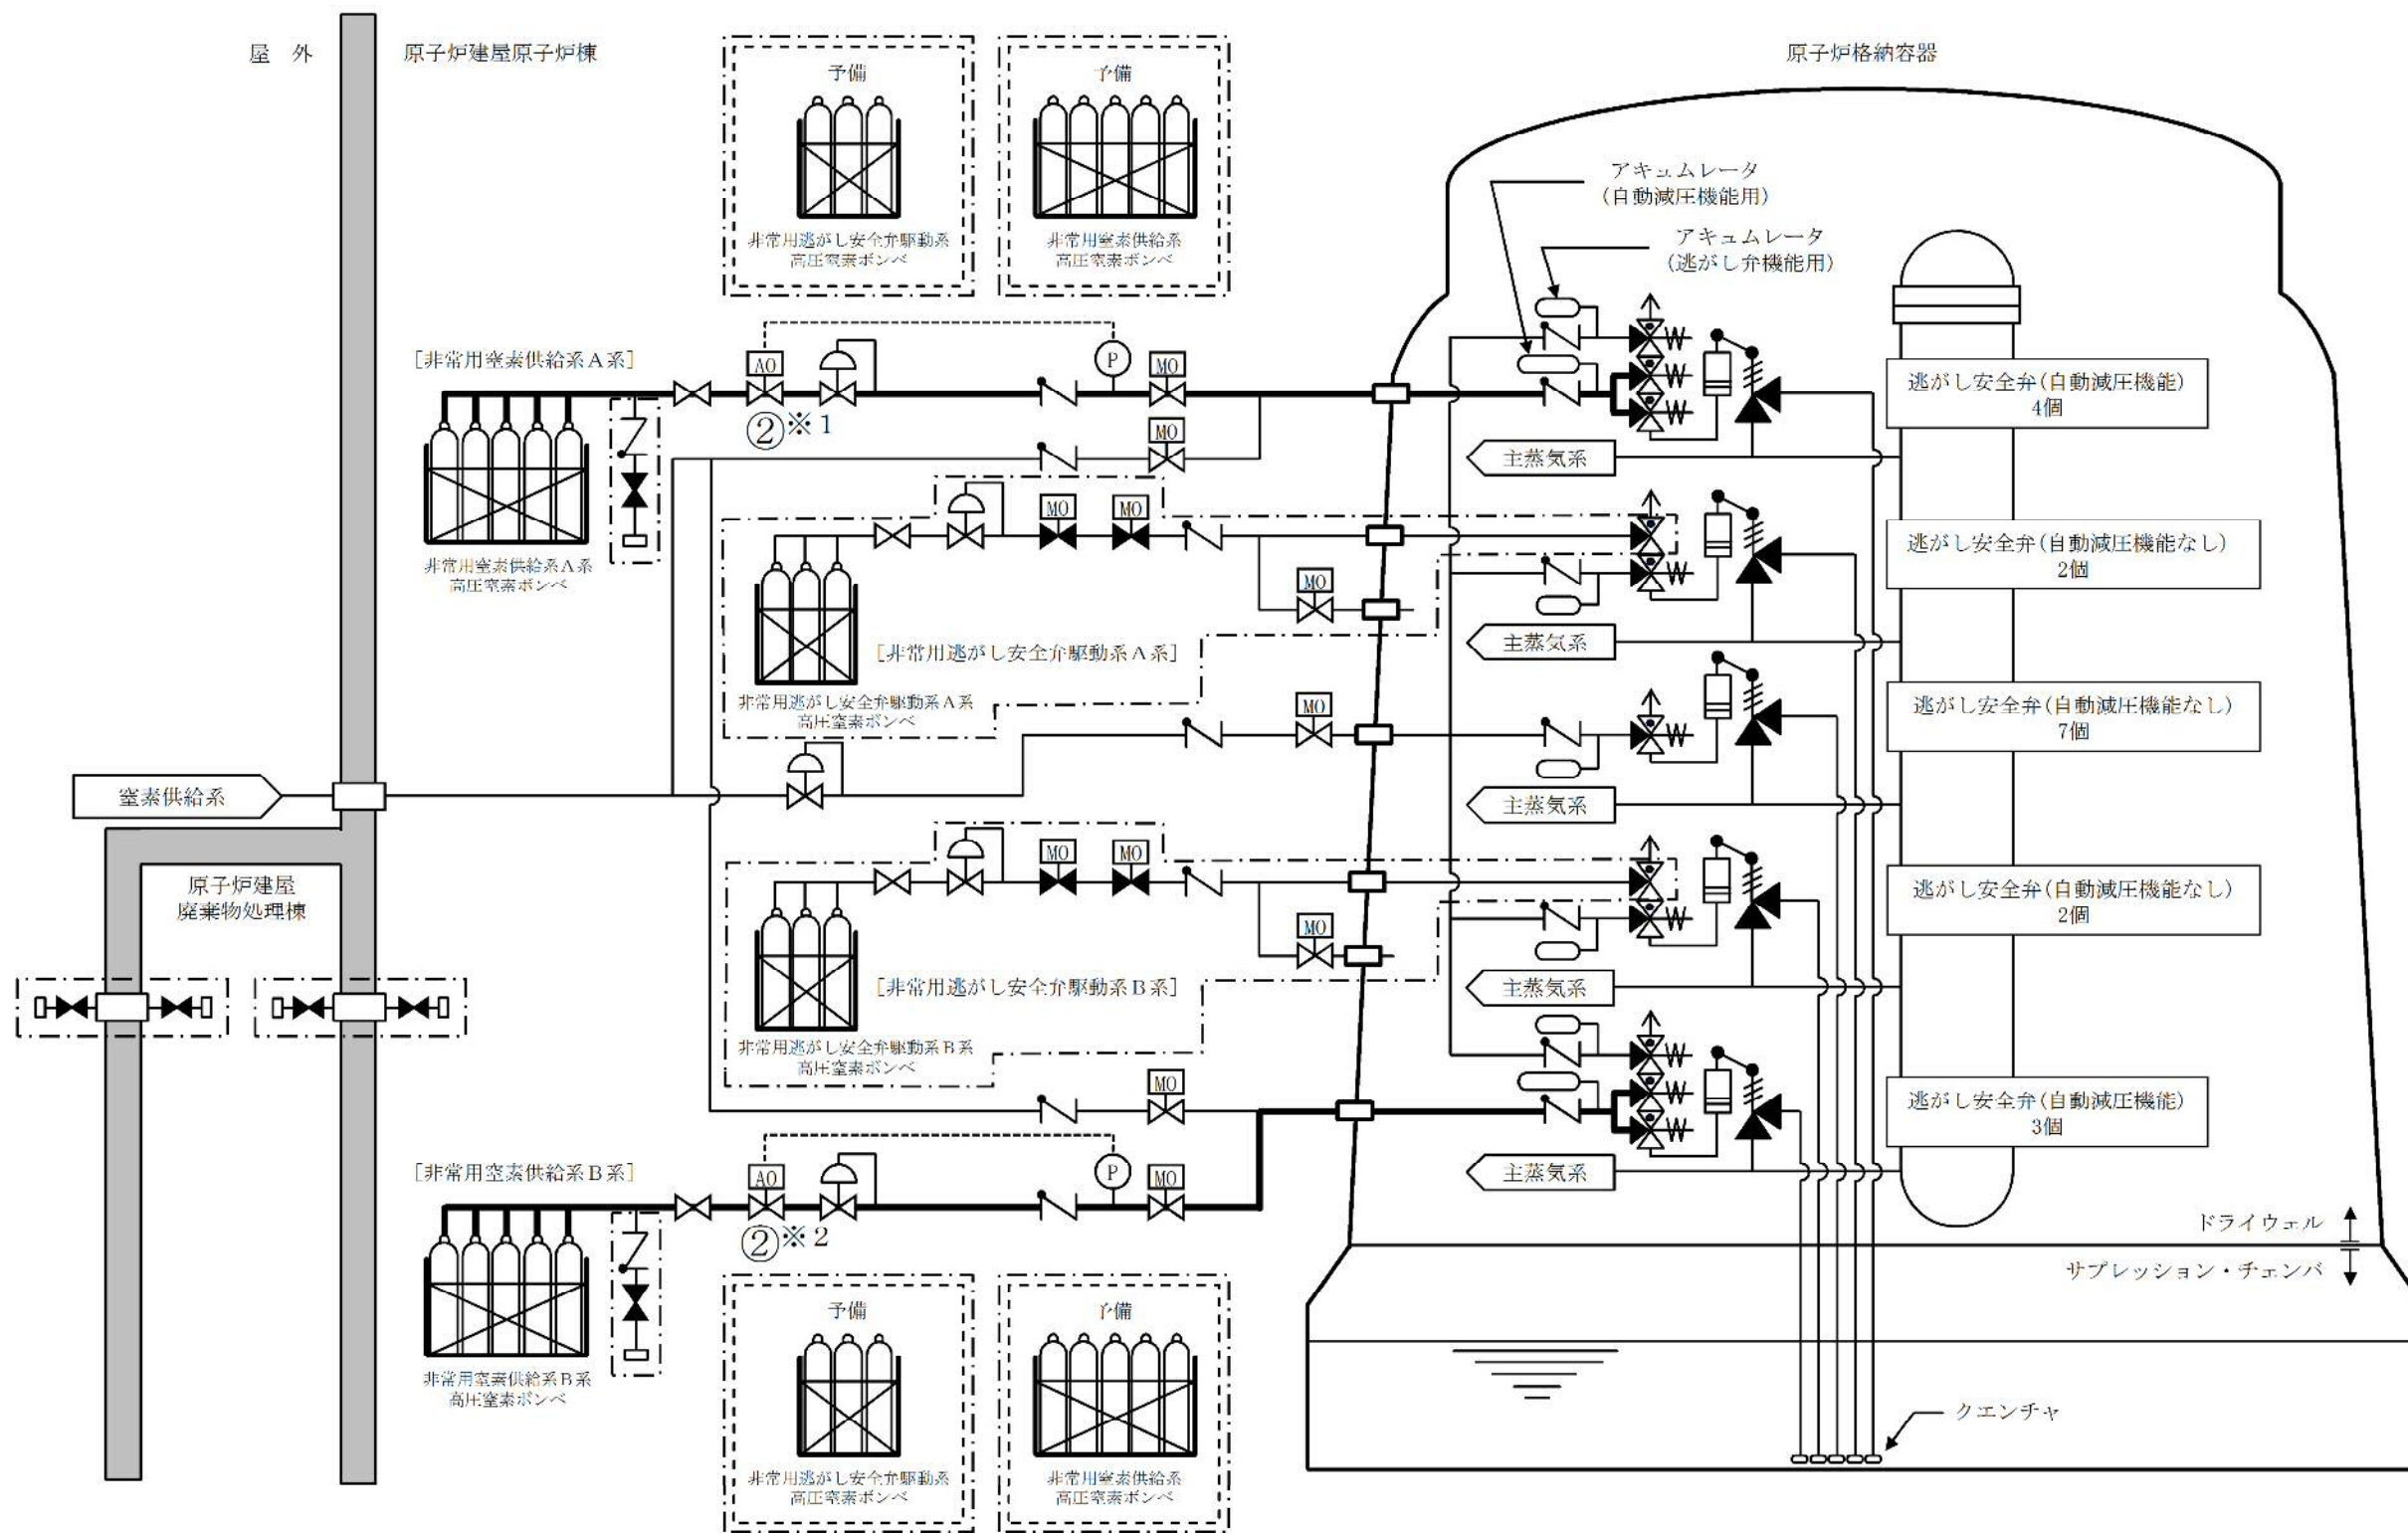 屋 外
原子炉建屋原子炉棟
予備
非常用逃がし安全弁駆動系
高圧窒素ボンベ
予備
非常用窒素供給系
高圧窒素ボンベ
原子炉格納容器
アキュムレータ
(自動減圧機能用)
アキュムレータ
(逃がし弁機能用)
[非常用窒素供給系A系]
AO
P
MO
②※1
MO
非常用窒素供給系A系
高圧窒素ボンベ
逃がし安全弁(自動減圧機能)
4個
主蒸気系
MO
MO
MO
[非常用逃がし安全弁駆動系A系]
非常用逃がし安全弁駆動系A系
高圧窒素ボンベ
逃がし安全弁(自動減圧機能なし)
2個
主蒸気系
MO
逃がし安全弁(自動減圧機能なし)
7個
主蒸気系
窒素供給系
原子炉建屋
廃棄物処理棟
MO
MO
MO
[非常用逃がし安全弁駆動系B系]
非常用逃がし安全弁駆動系B系
高圧窒素ボンベ
逃がし安全弁(自動減圧機能なし)
2個
主蒸気系
MO
逃がし安全弁(自動減圧機能)
3個
主蒸気系
[非常用窒素供給系B系]
AO
P
MO
②※2
非常用窒素供給系B系
高圧窒素ボンベ
ドライウェル
サプレッション・チェンバ
予備
非常用逃がし安全弁駆動系
高圧窒素ボンベ
予備
非常用窒素供給系
高圧窒素ボンベ
クエンチャ